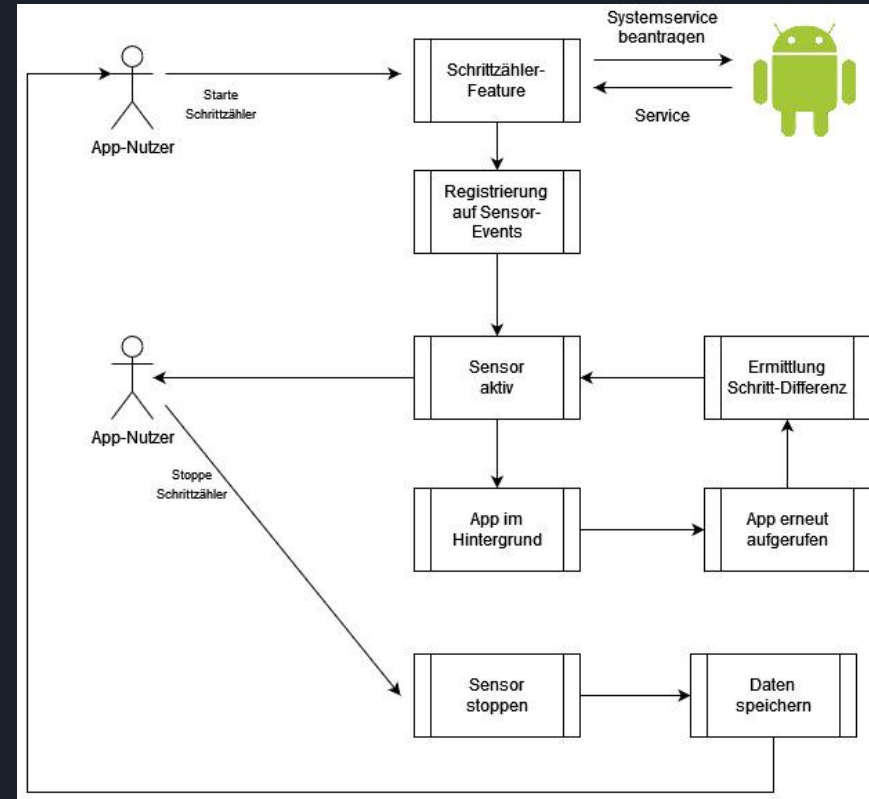 Systemservice
beantragen
Starte
Schrittzähler
Schrittzähler-
Feature
Service
App-Nutzer
Registrierung
auf Sensor-
Events
Sensor
aktiv
Ermittlung
Schritt-Differenz
App-Nutzer
Stoppe
Schrittzähler
App im
Hintergrund
App erneut
aufgerufen
Sensor
stoppen
Daten
speichern